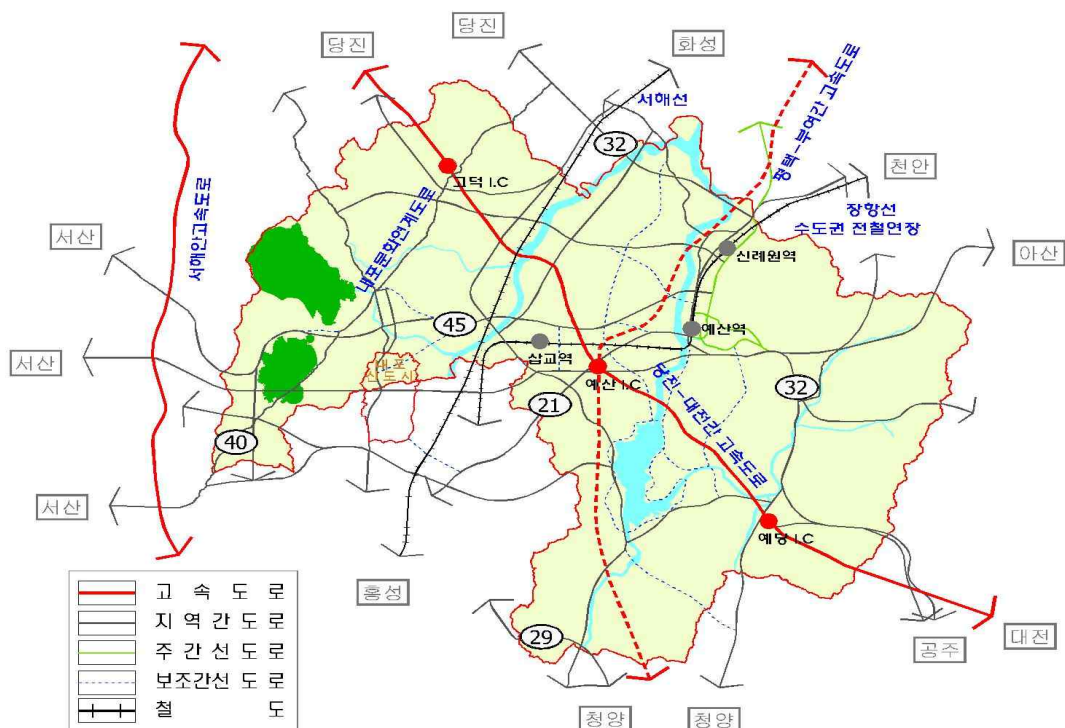 당진
당진
화성
서해선
평택-부여간 고속도로
32
천안
고덕 I.C
장항선
수도권 전철연장
서산
서해안고속도로
내포문화연계도로
신례원역
아산
45
예산역
삽교역
서산
내포
신도시
예산 I.C
당진-대전간 고속도로
32
21
40
서산
예당 I.C
홍성
29
공주
대전
청양
청양
고 속 도 로
지 역 간 도 로
주 간 선 도 로
보조간선 도 로
철 도